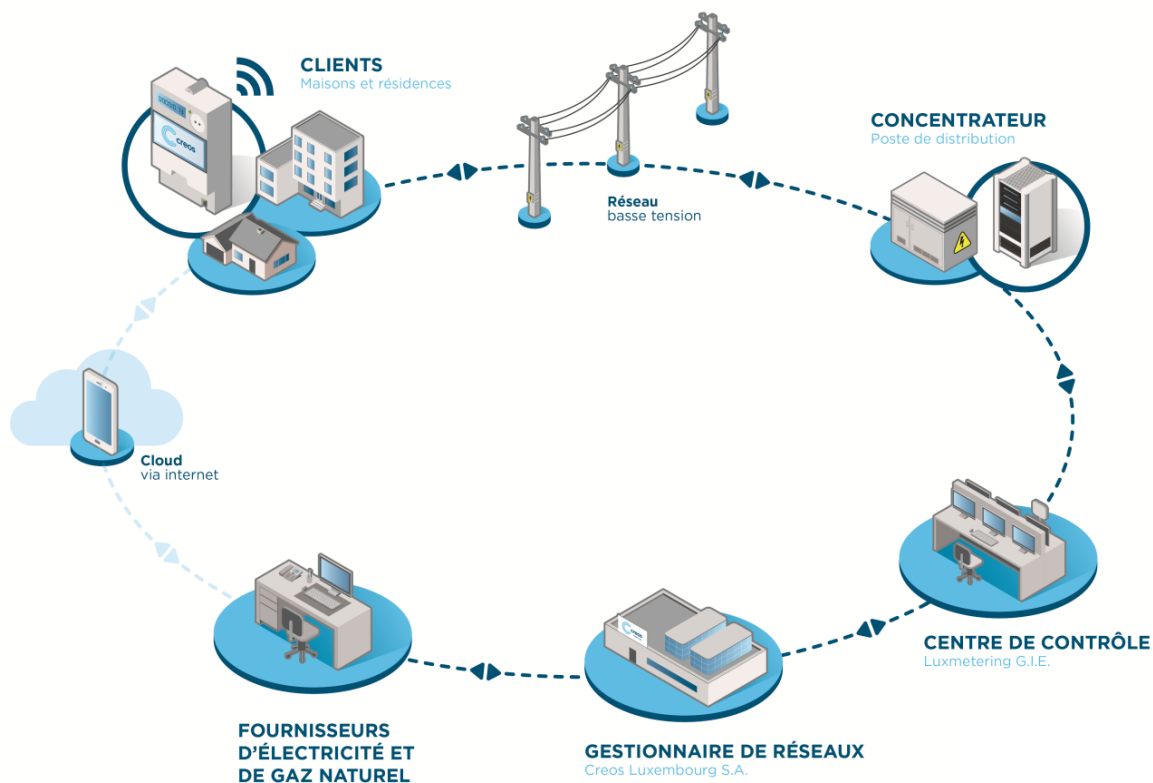 CLIENTS
Maisons et résidences
creos
Réseau
basse tension
CONCENTRATEUR
Poste de distribution
Cloud
via internet
CENTRE DE CONTRÔLE
Luxmetering G.I.E.
creos
GESTIONNAIRE DE RÉSEAUX
Creos Luxembourg S.A.
FOURNISSEURS
D'ÉLECTRICITÉ ET
DE GAZ NATUREL